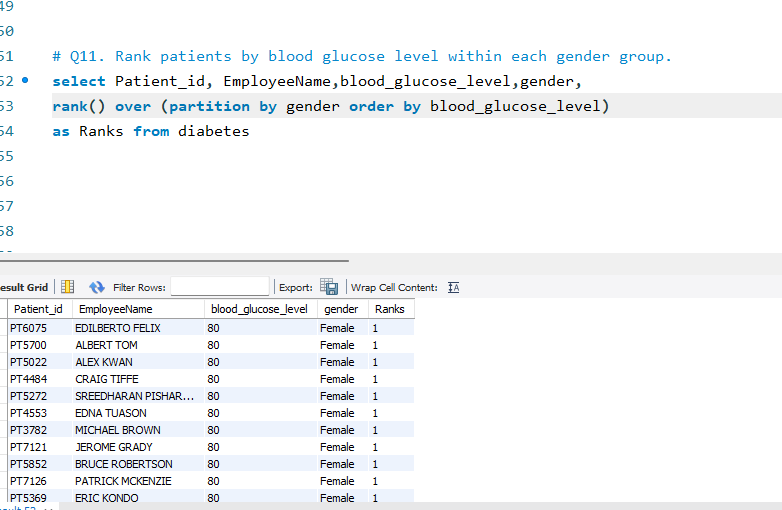 49
50
51 # Q11. Rank patients by blood glucose level within each gender group.
52 select Patient_id, EmployeeName,blood_glucose_level,gender,
53 rank() over (partition by gender order by blood_glucose_level)
54 as Ranks from diabetes
55
56
57
58
esult Grid Filter Rows: Export: Wrap Cell Content:
Patient_id EmployeeName blood_glucose_level gender Ranks
PT6075 EDILBERTO FELIX 80 Female 1
PT5700 ALBERT TOM 80 Female 1
PT5022 ALEX KWAN 80 Female 1
PT4484 CRAIG TIFFE 80 Female 1
PT5272 SREEDHARAN PISHAR... 80 Female 1
PT4553 EDNA TUASON 80 Female 1
PT3782 MICHAEL BROWN 80 Female 1
PT7121 JEROME GRADY 80 Female 1
PT5852 BRUCE ROBERTSON 80 Female 1
PT7126 PATRICK MCKENZIE 80 Female 1
PT5369 ERIC KONDO 80 Female 1